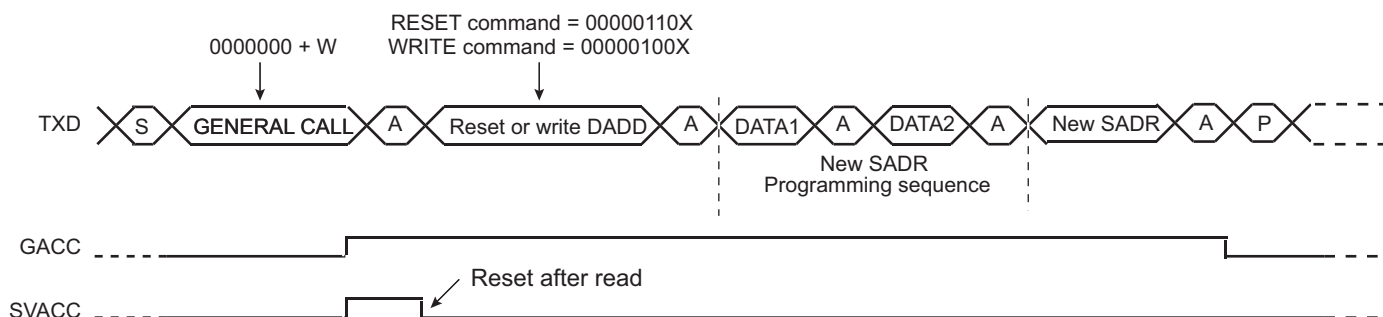 RESET command = 00000110X
0000000 + W
WRITE command = 00000100X
TXD S GENERAL CALL A Reset or write DADD A DATA1 A DATA2 A New SADR A P
New SADR
Programming sequence
GACC
Reset after read
SVACC